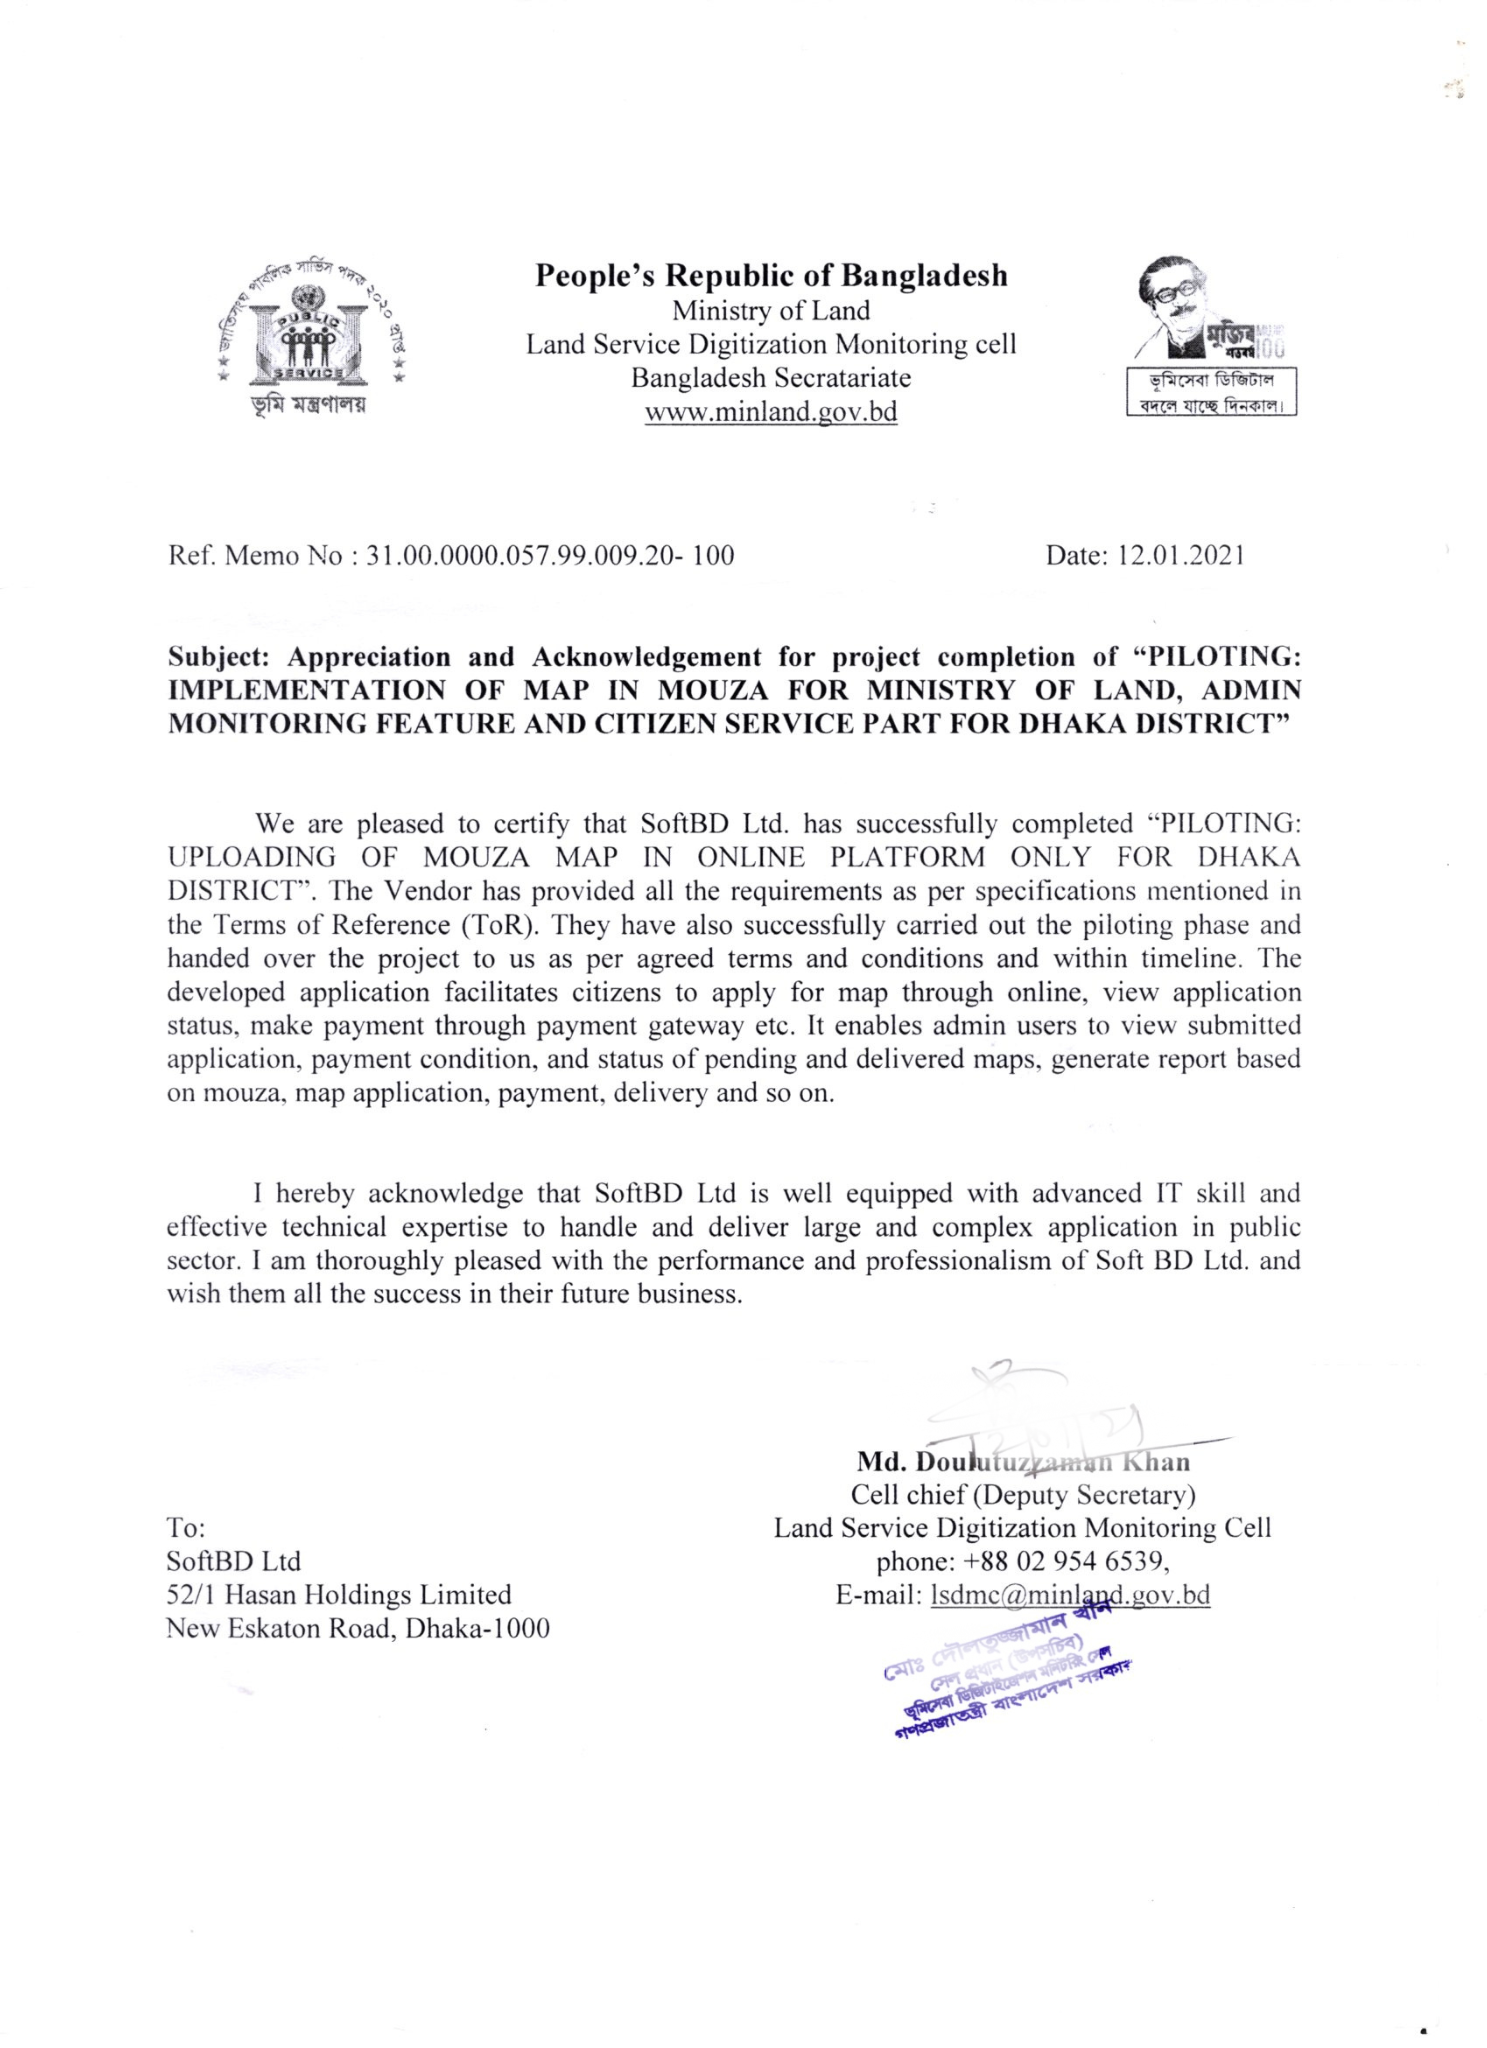 জাতিসংঘ পাবলিক সার্ভিস পদক ২০২০ প্রাপ্ত
PUBLIC
SERVICE
ভূমি মন্ত্রণালয়
People’s Republic of Bangladesh
Ministry of Land
Land Service Digitization Monitoring cell
Bangladesh Secratariate
www.minland.gov.bd
মুজিব
শতবর্ষ 100
ভূমিসেবা ডিজিটাল
বদলে যাচ্ছে দিনকাল।
Ref. Memo No : 31.00.0000.057.99.009.20- 100
Date: 12.01.2021
Subject: Appreciation and Acknowledgement for project completion of “PILOTING:
IMPLEMENTATION OF MAP IN MOUZA FOR MINISTRY OF LAND, ADMIN
MONITORING FEATURE AND CITIZEN SERVICE PART FOR DHAKA DISTRICT”
We are pleased to certify that SoftBD Ltd. has successfully completed “PILOTING:
UPLOADING OF MOUZA MAP IN ONLINE PLATFORM ONLY FOR DHAKA
DISTRICT”. The Vendor has provided all the requirements as per specifications mentioned in
the Terms of Reference (ToR). They have also successfully carried out the piloting phase and
handed over the project to us as per agreed terms and conditions and within timeline. The
developed application facilitates citizens to apply for map through online, view application
status, make payment through payment gateway etc. It enables admin users to view submitted
application, payment condition, and status of pending and delivered maps, generate report based
on mouza, map application, payment, delivery and so on.
I hereby acknowledge that SoftBD Ltd is well equipped with advanced IT skill and
effective technical expertise to handle and deliver large and complex application in public
sector. I am thoroughly pleased with the performance and professionalism of Soft BD Ltd. and
wish them all the success in their future business.
Md. Doulutuzzaman Khan
Cell chief (Deputy Secretary)
Land Service Digitization Monitoring Cell
phone: +88 02 954 6539,
E-mail: lsdmc@minland.gov.bd
To:
SoftBD Ltd
52/1 Hasan Holdings Limited
New Eskaton Road, Dhaka-1000
মোঃ দৌলতুজ্জামান খাঁন
সেল প্রধান (উপসচিব)
ভূমিসেবা ডিজিটাইজেশন মনিটরিং সেল
গণপ্রজাতন্ত্রী বাংলাদেশ সরকার